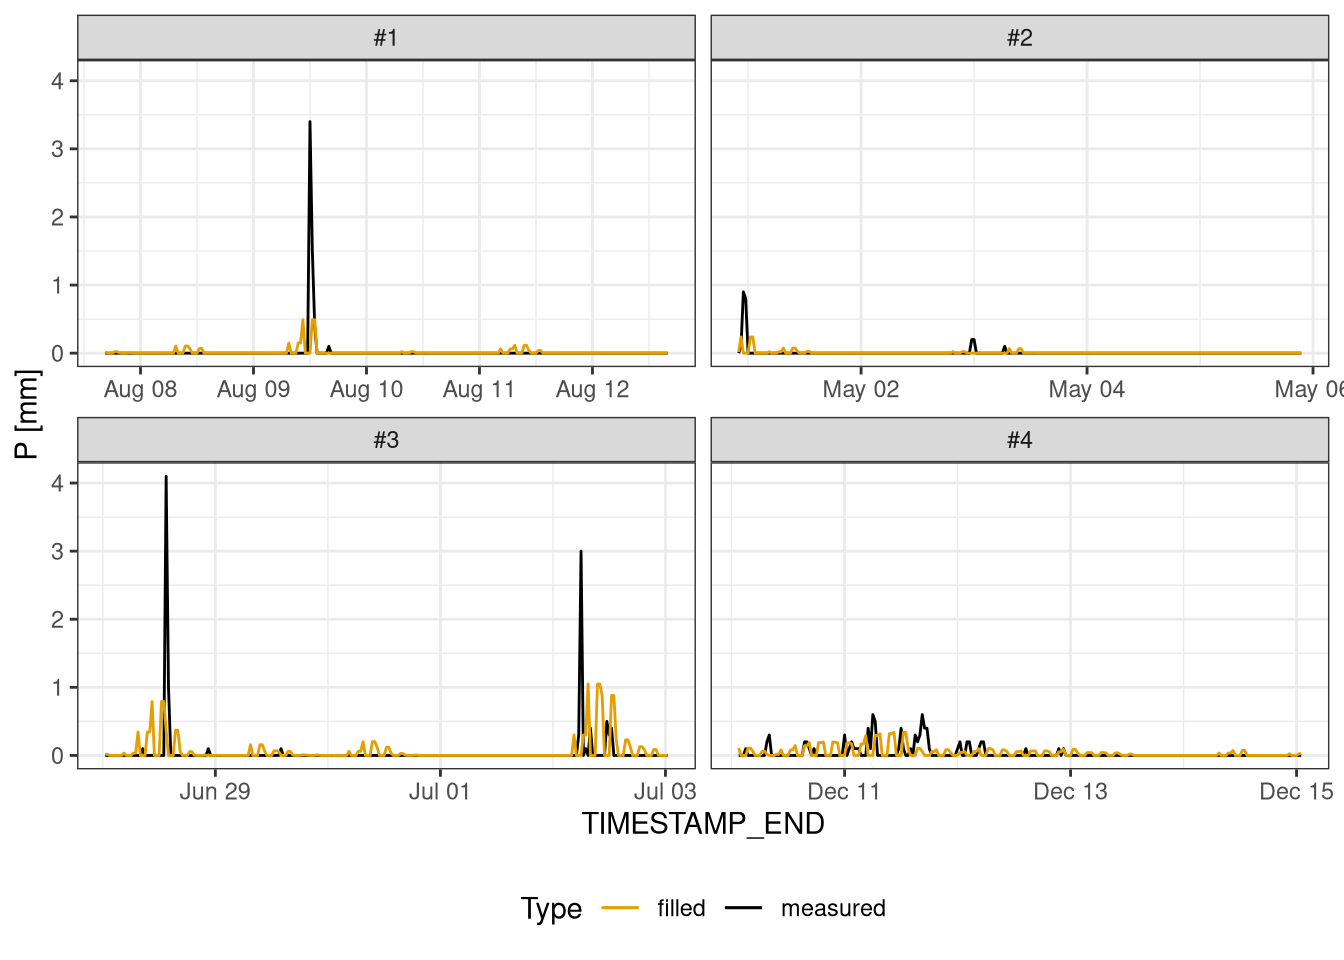 #1
#2
4
3
2
1
0
Aug 08 Aug 09 Aug 10 Aug 11 Aug 12
May 02 May 04 May 06
P [mm]
#3
#4
4
3
2
1
0
Jun 29 Jul 01 Jul 03
Dec 11 Dec 13 Dec 15
TIMESTAMP_END
Type filled measured